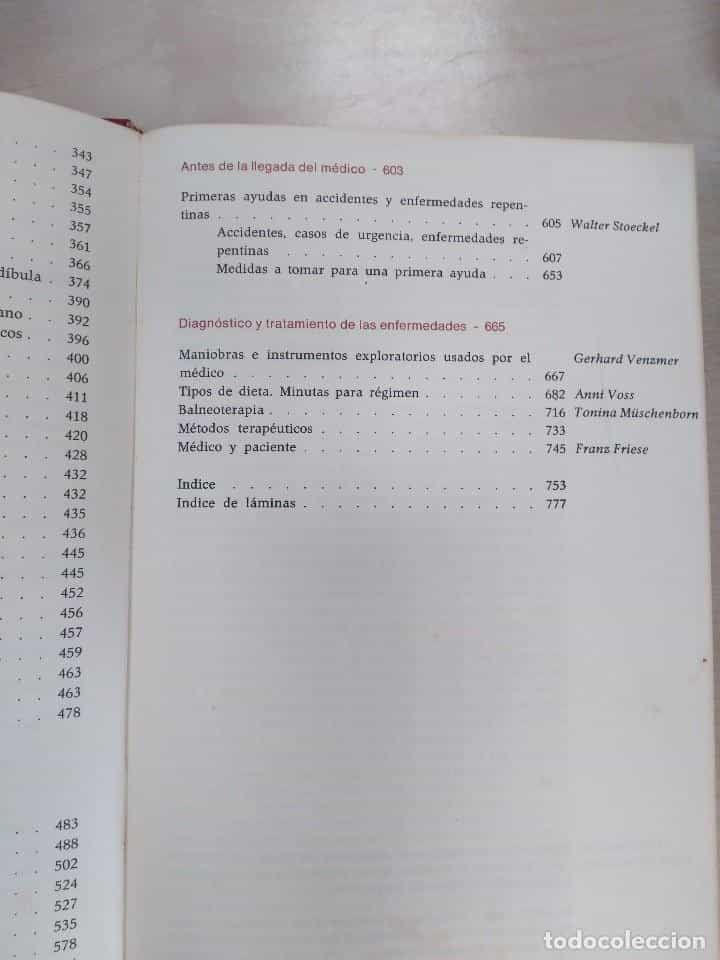 343
347
354
355
357
361
366
díbula . 374
390
ano . . 392
cos . . 396
400
406
411
418
420
428
432
432
435
436
445
445
452
456
457
459
463
463
478
483
488
502
524
527
535
578
Antes de la llegada del médico - 603
Primeras ayudas en accidentes y enfermedades repen-
tinas . . . . . . . . . . . . . . . . . 605 Walter Stoeckel
Accidentes, casos de urgencia, enfermedades re-
pentinas . . . . . . . . . . . . . 607
Medidas a tomar para una primera ayuda . . . 653
Diagnóstico y tratamiento de las enfermedades - 665
Maniobras e instrumentos exploratorios usados por el Gerhard Venzmer
médico . . . . . . . . . . . . . . . . 667
Tipos de dieta. Minutas para régimen . . . . . . . 682 Anni Voss
Balneoterapia . . . . . . . . . . . . . . 716 Tonina Müschenborn
Métodos terapéuticos . . . . . . . . . . . . 733
Médico y paciente . . . . . . . . . . . . . 745 Franz Friese
Indice . . . . . . . . . . . . . . . . 753
Indice de láminas . . . . . . . . . . . . . 777
todocoleccion